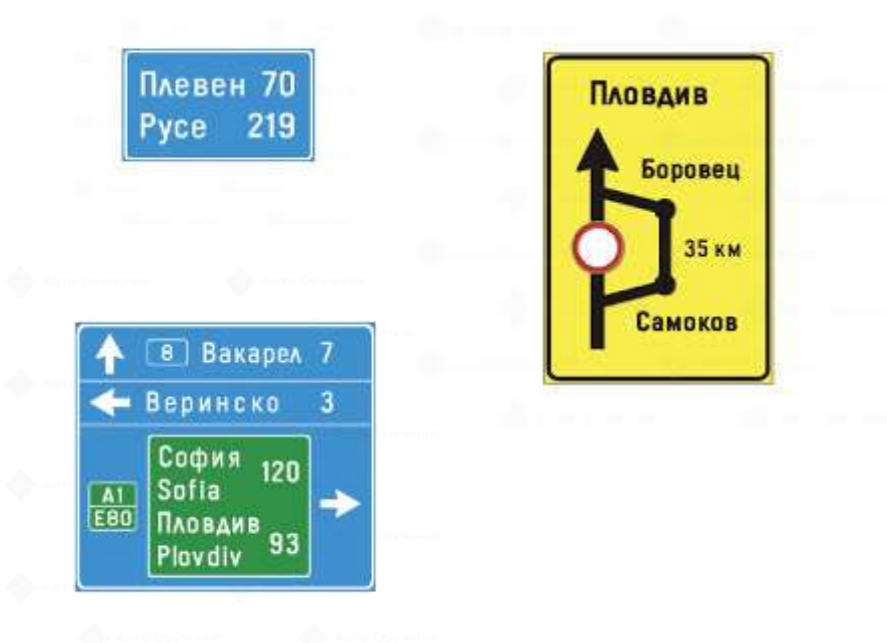 Плевен 70
Русе 219
Пловдив
Боровец
35 км
Самоков
8 Вакарел 7
Веринско 3
A1
E80
София
Sofia
120
Пловдив
Plovdiv
93